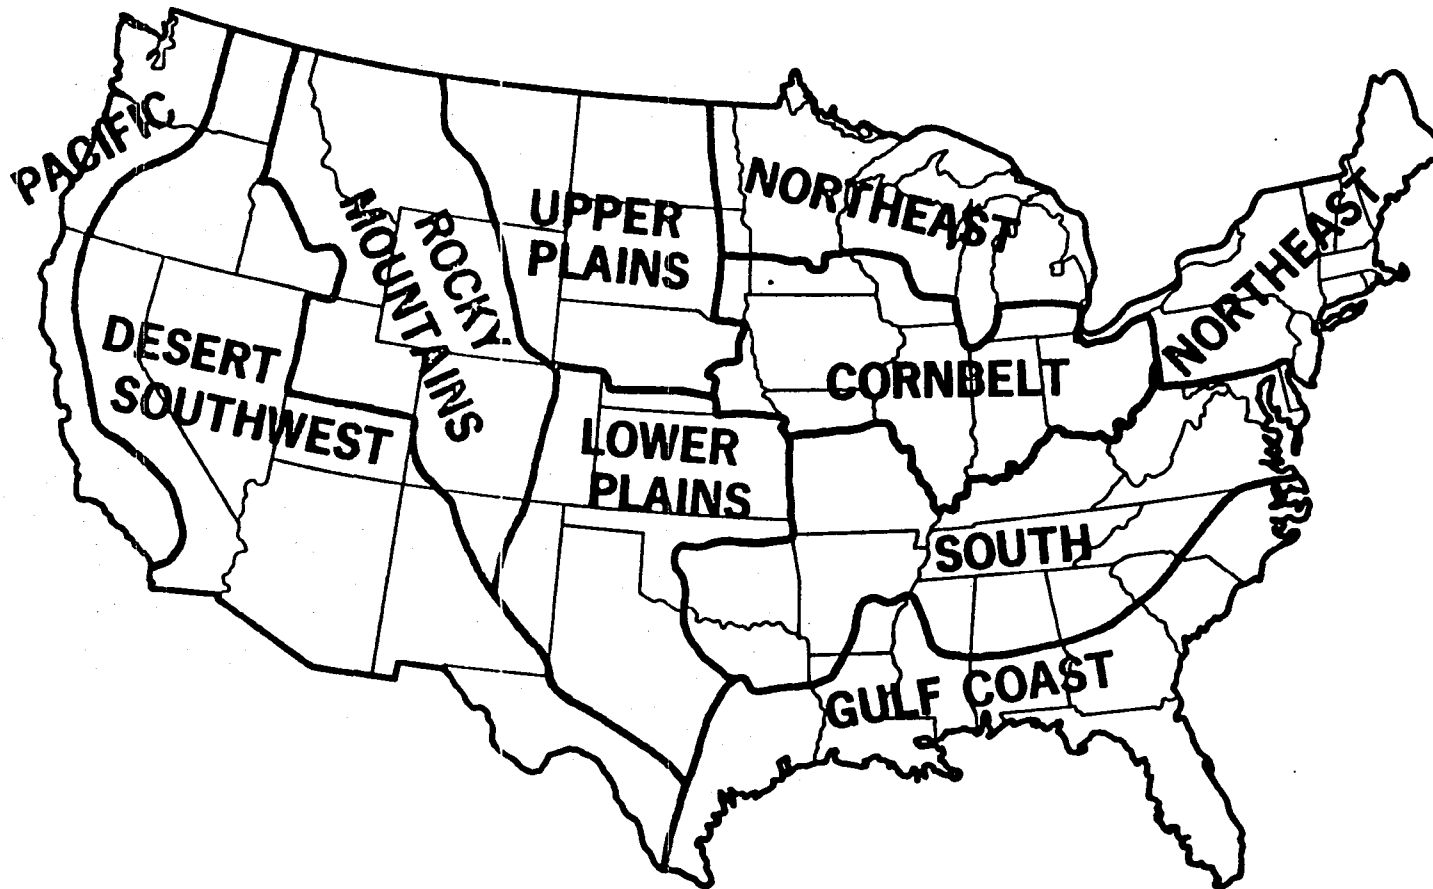 PACIFIC
NORTHEAST
UPPER
PLAINS
ROCKY
MOUNTAINS
NORTHEAST
DESERT
SOUTHWEST
CORNBELT
LOWER
PLAINS
SOUTH
GULF COAST